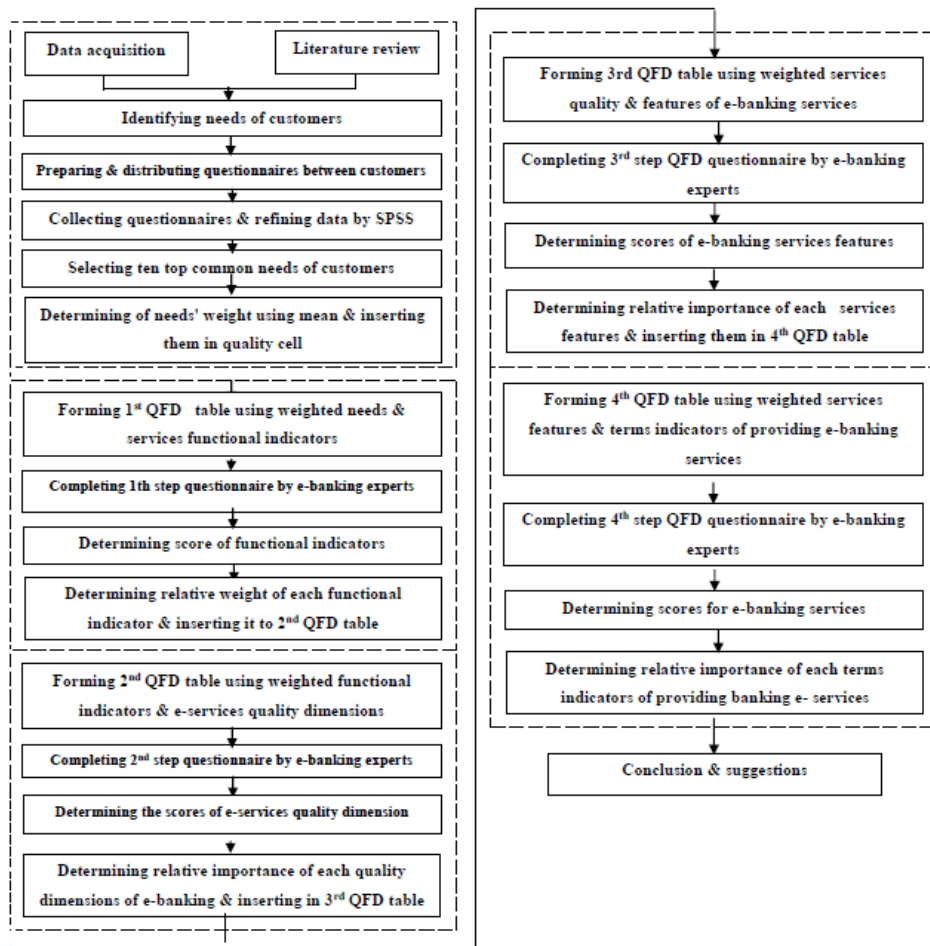 Data acquisition
Literature review
Identifying needs of customers
Preparing & distributing questionnaires between customers
Collecting questionnaires & refining data by SPSS
Selecting ten top common needs of customers
Determining of needs' weight using mean & inserting
them in quality cell
Forming 1st QFD table using weighted needs &
services functional indicators
Completing 1th step questionnaire by e-banking experts
Determining score of functional indicators
Determining relative weight of each functional
indicator & inserting it to 2nd QFD table
Forming 2nd QFD table using weighted functional
indicators & e-services quality dimensions
Completing 2nd step questionnaire by e-banking experts
Determining the scores of e-services quality dimension
Determining relative importance of each quality
dimensions of e-banking & inserting in 3rd QFD table
Forming 3rd QFD table using weighted services
quality & features of e-banking services
Completing 3rd step QFD questionnaire by e-banking
experts
Determining scores of e-banking services features
Determining relative importance of each services
features & inserting them in 4th QFD table
Forming 4th QFD table using weighted services
features & terms indicators of providing e-banking
services
Completing 4th step QFD questionnaire by e-banking
experts
Determining scores for e-banking services
Determining relative importance of each terms
indicators of providing banking e- services
Conclusion & suggestions